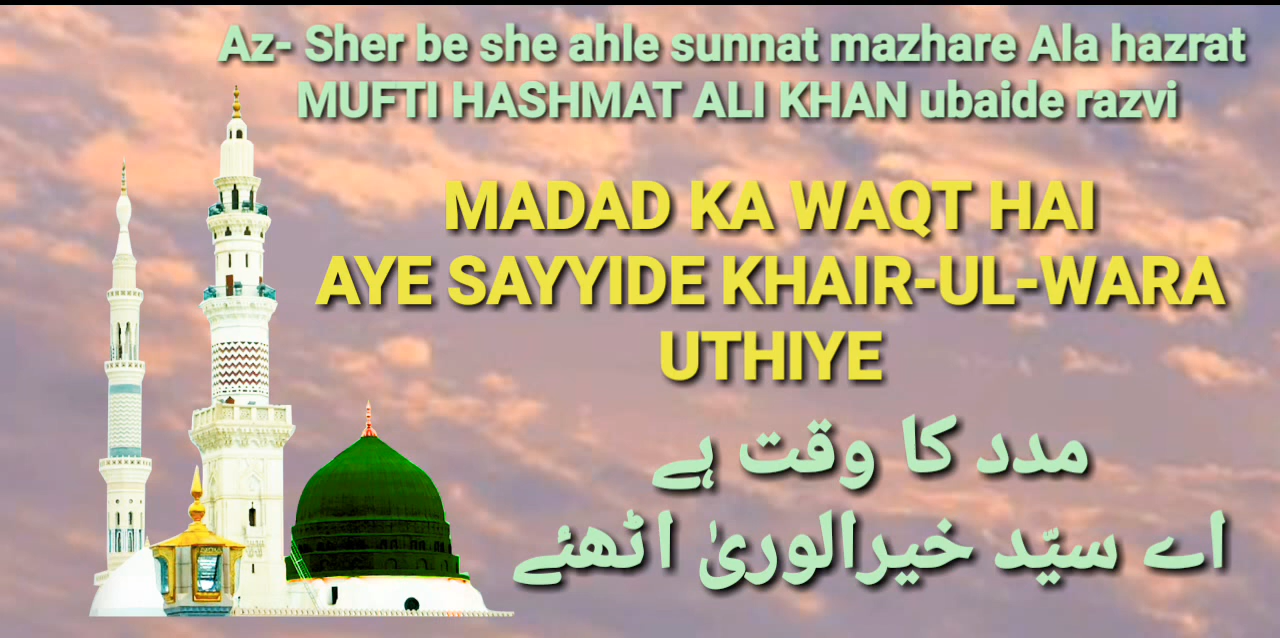 Az- Sher be she ahle sunnat mazhare Ala hazrat
MUFTI HASHMAT ALI KHAN ubaide razvi
MADAD KA WAQT HAI
AYE SAYYIDE KHAIR-UL-WARA
UTHIYE
مدد کا وقت ہے
اے سیّد خیرالوریٰ اٹھئے